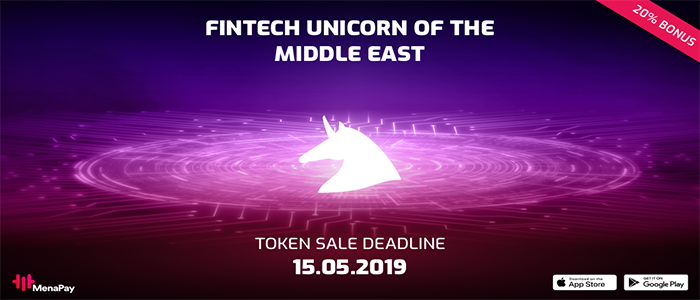 FINTECH UNICORN OF THE
MIDDLE EAST
20% BONUS
TOKEN SALE DEADLINE
15.05.2019
MenaPay
Download on the
App Store
GET IT ON
Google Play